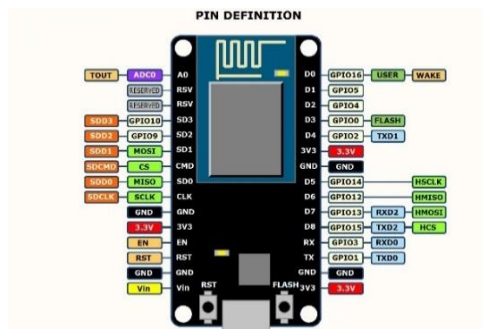 PIN DEFINITION
TOUT ADC0 A0 D0 GPIO16 USER WAKE
RESERVED RSV D1 GPIO5
RESERVED RSV D2 GPIO4
SDD3 GPIO10 SD3 D3 GPIO0 FLASH
SDD2 GPIO9 SD2 D4 GPIO2 TXD1
SDD1 MOSI SD1 3V3 3.3V
SDCMD CS CMD GND GND
SDD0 MISO SD0 D5 GPIO14 HSCLK
SDCLK SCLK CLK D6 GPIO12 HMISO
GND GND D7 GPIO13 RXD2 HMOSI
3.3V 3V3 D8 GPIO15 TXD2 HCS
EN EN RX GPIO3 RXD0
RST RST TX GPIO1 TXD0
GND GND GND GND
Vin Vin RST FLASH 3V3 3.3V